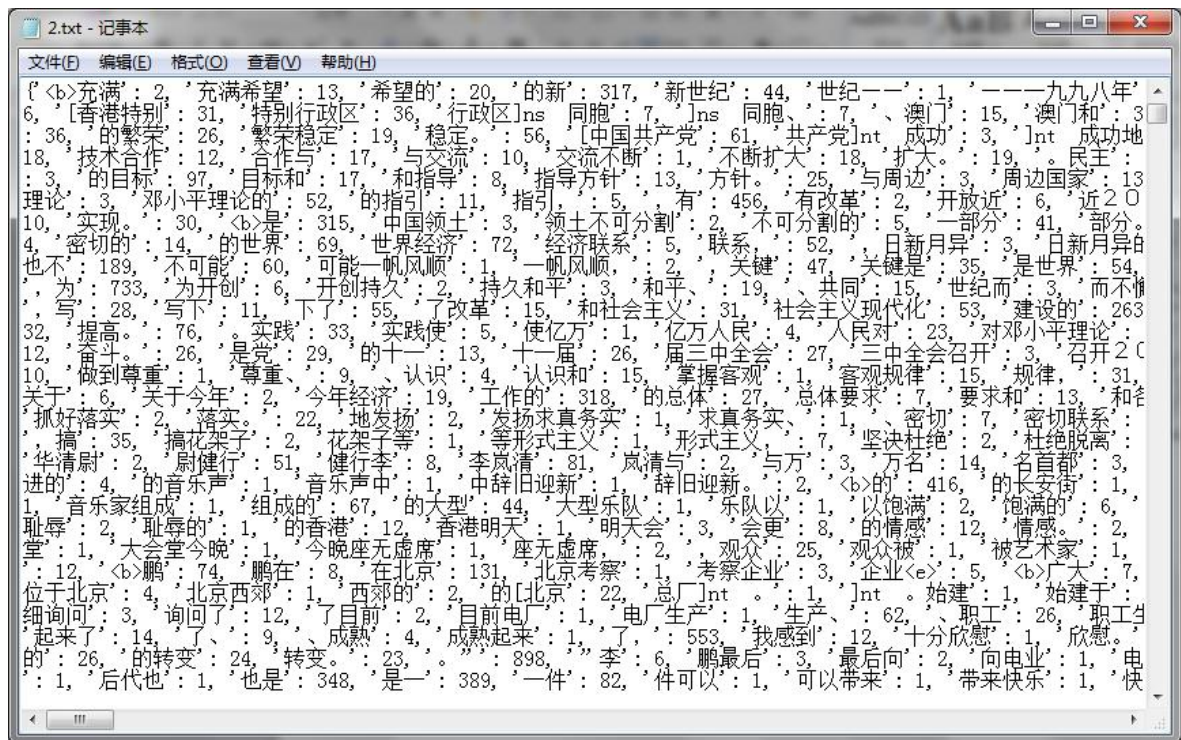 2.txt - 记事本
文件(F) 编辑(E) 格式(O) 查看(V) 帮助(H)
{'<b>充满': 2, '充满希望': 13, '希望的': 20, '的新': 317, '新世纪': 44, '世纪——': 1, '——一九九八年'
6, '[香港特别': 31, '特别行政区': 36, '行政区]ns 同胞': 7, ']ns 同胞、': 7, '、澳门': 15, '澳门和': 3
: 36, '的繁荣': 26, '繁荣稳定': 19, '稳定。': 56, '[中国共产党': 61, '共产党]nt 成功': 3, ']nt 成功地
18, '技术合作': 12, '合作与': 17, '与交流': 10, '交流不断': 1, '不断扩大': 18, '扩大。': 19, '。民主':
: 3, '的目标': 97, '目标和': 17, '和指导': 8, '指导方针': 13, '方针。': 25, '与周边': 3, '周边国家': 13
理论': 3, '邓小平理论的': 52, '的指引': 11, '指引,': 5, ',有': 456, '有改革': 2, '开放近': 6, '近20
10, '实现。': 30, '<b>是': 315, '中国领土': 3, '领土不可分割': 2, '不可分割的': 5, '一部分': 41, '部分。
4, '密切的': 14, '的世界': 69, '世界经济': 72, '经济联系': 5, '联系,': 52, ',日新月异': 3, '日新月异的
也不': 189, '不可能': 60, '可能一帆风顺': 1, '一帆风顺,': 2, ',关键': 47, '关键是': 35, '是世界': 54,
',为': 733, '为开创': 6, '开创持久': 2, '持久和平': 3, '和平、': 19, '、共同': 15, '世纪而': 3, '而不懈
,写': 28, '写下': 11, '下了': 55, '了改革': 15, '和社会主义': 31, '社会主义现代化': 53, '建设的': 263
32, '提高。': 76, '。实践': 33, '实践使': 5, '使亿万': 1, '亿万人民': 4, '人民对': 23, '对邓小平理论':
12, '奋斗。': 26, '是党': 29, '的十一': 13, '十一届': 26, '届三中全会': 27, '三中全会召开': 3, '召开20
10, '做到尊重': 1, '尊重、': 9, '、认识': 4, '认识和': 15, '掌握客观': 1, '客观规律': 15, '规律,': 31,
关于': 6, '关于今年': 2, '今年经济': 19, '工作的': 318, '的总体': 27, '总体要求': 7, '要求和': 13, '和各
'抓好落实': 2, '落实。': 22, '地发扬': 2, '发扬求真务实': 1, '求真务实、': 1, '、密切': 7, '密切联系':
',搞': 35, '搞花架子': 2, '花架子等': 1, '等形式主义': 1, '形式主义,': 7, '坚决杜绝': 2, '杜绝脱离':
'华清尉': 2, '尉健行': 51, '健行李': 8, '李岚清': 81, '岚清与': 2, '与万': 3, '万名': 14, '名首都': 3,
进的': 4, '的音乐声': 1, '音乐声中': 1, '中辞旧迎新': 1, '辞旧迎新。': 2, '<b>的': 416, '的长安街': 1,
1, '音乐家组成': 1, '组成的': 67, '的大型': 44, '大型乐队': 1, '乐队以': 1, '以饱满': 2, '饱满的': 6,
耻辱': 2, '耻辱的': 1, '的香港': 12, '香港明天': 1, '明天会': 3, '会更': 8, '的情感': 12, '情感。': 2,
堂': 1, '大会堂今晚': 1, '今晚座无虚席': 1, '座无虚席,': 2, ',观众': 25, '观众被': 1, '被艺术家': 1,
': 12, '<b>鹏': 74, '鹏在': 8, '在北京': 131, '北京考察': 1, '考察企业': 3, '企业<e>': 5, '<b>广大': 7,
位于北京': 4, '北京西郊': 1, '西郊的': 2, '的[北京': 22, '总厂]nt 。': 1, ']nt 。始建': 1, '始建于':
细询问': 3, '询问了': 12, '了目前': 2, '目前电厂': 1, '电厂生产': 1, '生产、': 62, '、职工': 26, '职工生
'起来了': 14, '了、': 9, '、成熟': 4, '成熟起来': 1, '了,': 553, '我感到': 12, '十分欣慰': 1, '欣慰。'
的': 26, '的转变': 24, '转变。': 23, '。”': 898, '”李': 6, '鹏最后': 3, '最后向': 2, '向电业': 1, '电
': 1, '后代也': 1, '也是': 348, '是一': 389, '一件': 82, '件可以': 1, '可以带来': 1, '带来快乐': 1, '快